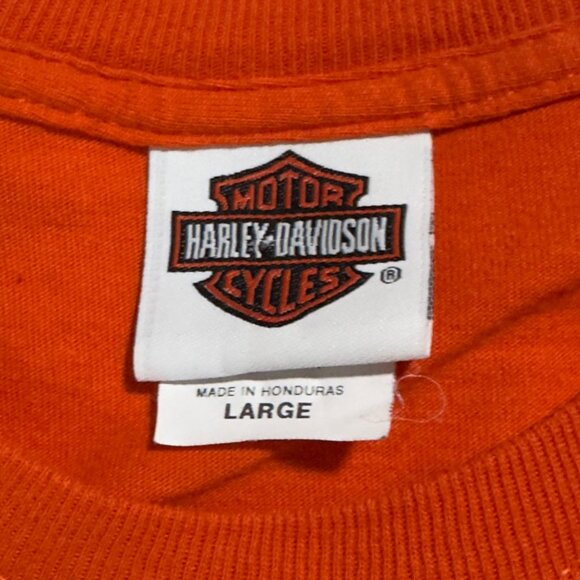 MOTOR
HARLEY-DAVIDSON
CYCLES
®
MADE IN HONDURAS
LARGE